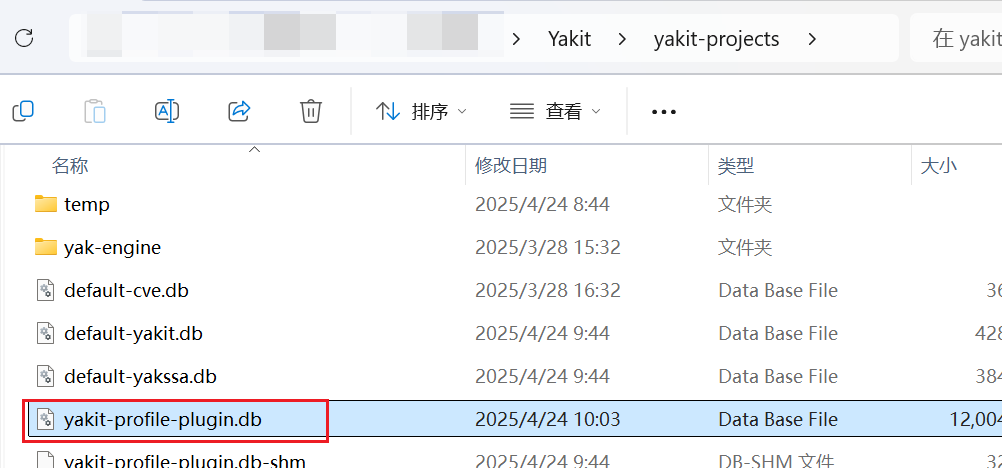 Yakit > yakit-projects >
在 yakit
排序 查看
名称 修改日期 类型 大小
temp 2025/4/24 8:44 文件夹
yak-engine 2025/3/28 15:32 文件夹
default-cve.db 2025/3/28 16:32 Data Base File 36
default-yakit.db 2025/4/24 9:44 Data Base File 428
default-yakssa.db 2025/4/24 9:44 Data Base File 384
yakit-profile-plugin.db 2025/4/24 10:03 Data Base File 12,004
yakit-profile-plugin.db-shm 2025/4/24 9:44 DB-SHM 文件 32